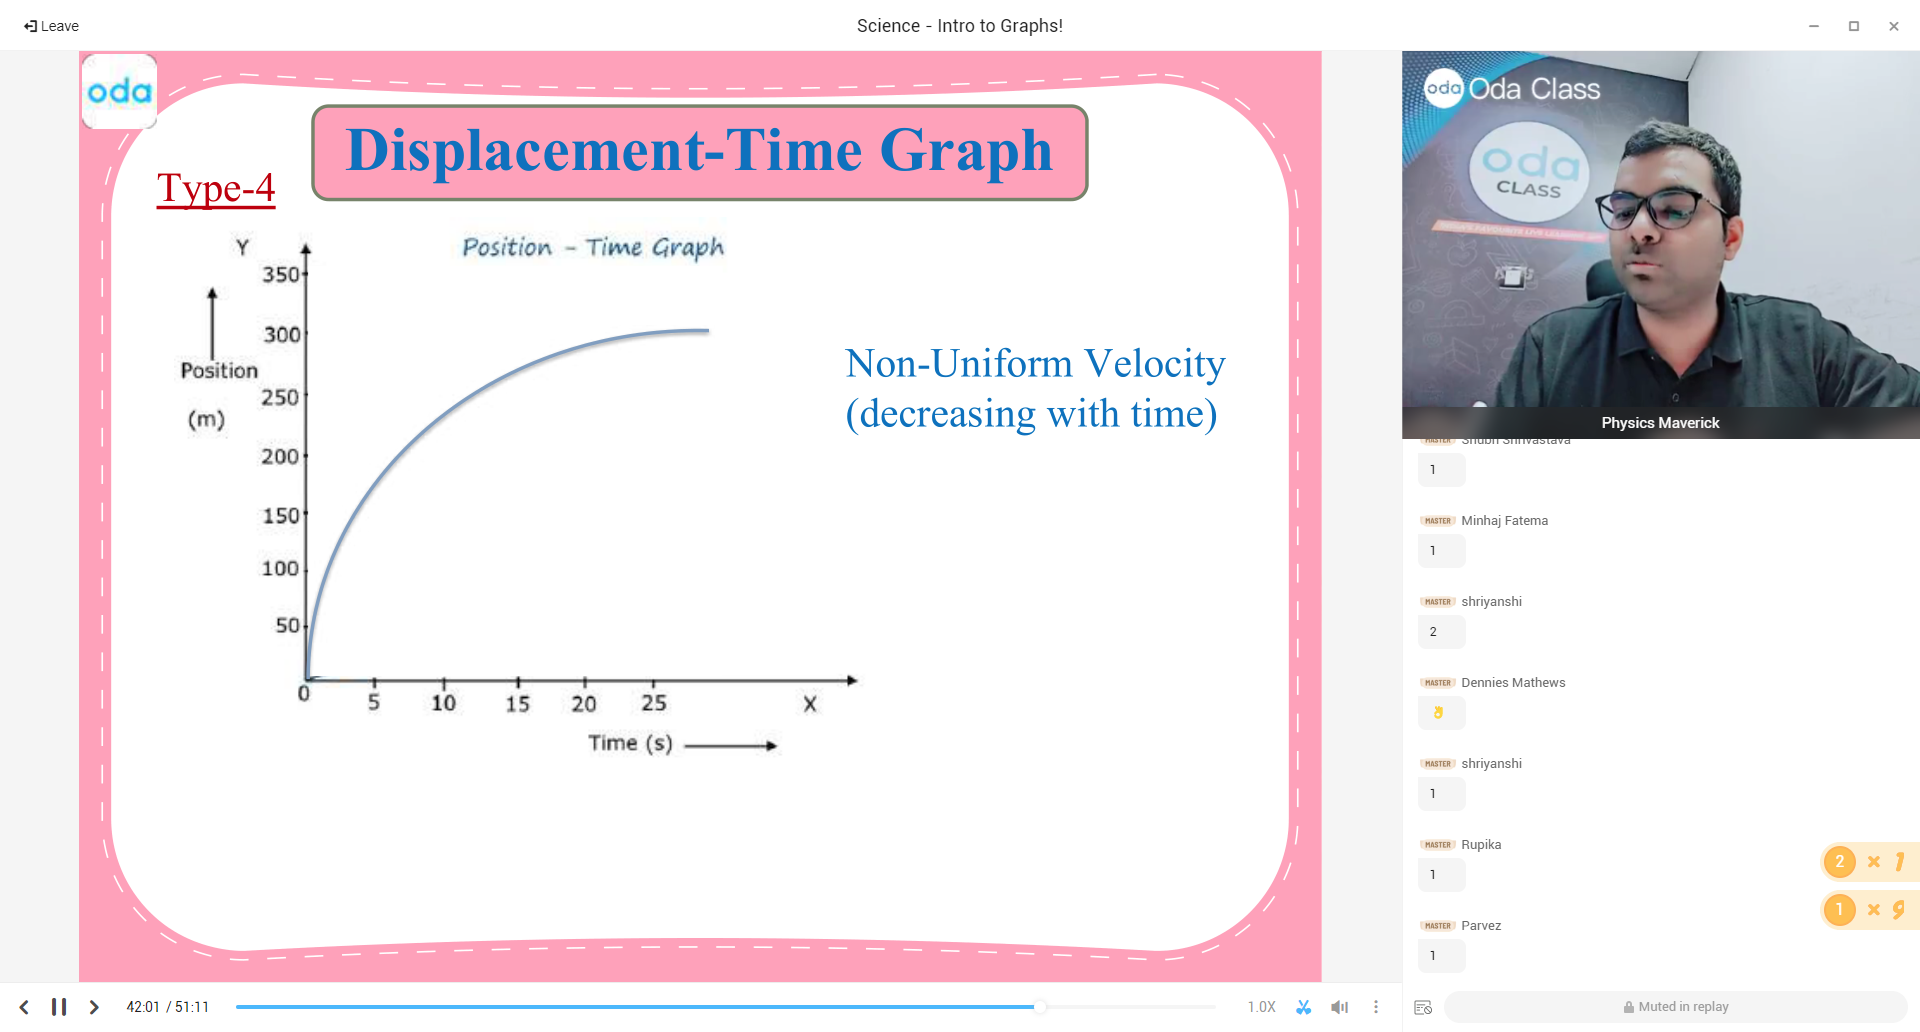 Leave
Science - Intro to Graphs!
oda
Displacement-Time Graph
Type-4
Position - Time Graph
Y
350
300
250
200
150
100
50
0
Position
(m)
5 10 15 20 25 X
Time (s)
Non-Uniform Velocity
(decreasing with time)
oda Oda Class
oda
CLASS
Physics Maverick
MASTER Shubh Shrivastava
1
MASTER Minhaj Fatema
1
MASTER shriyanshi
2
MASTER Dennies Mathews
MASTER shriyanshi
1
MASTER Rupika
1
MASTER Parvez
1
2 × 1
1 × 9
42:01 / 51:11
1.0X
Muted in replay